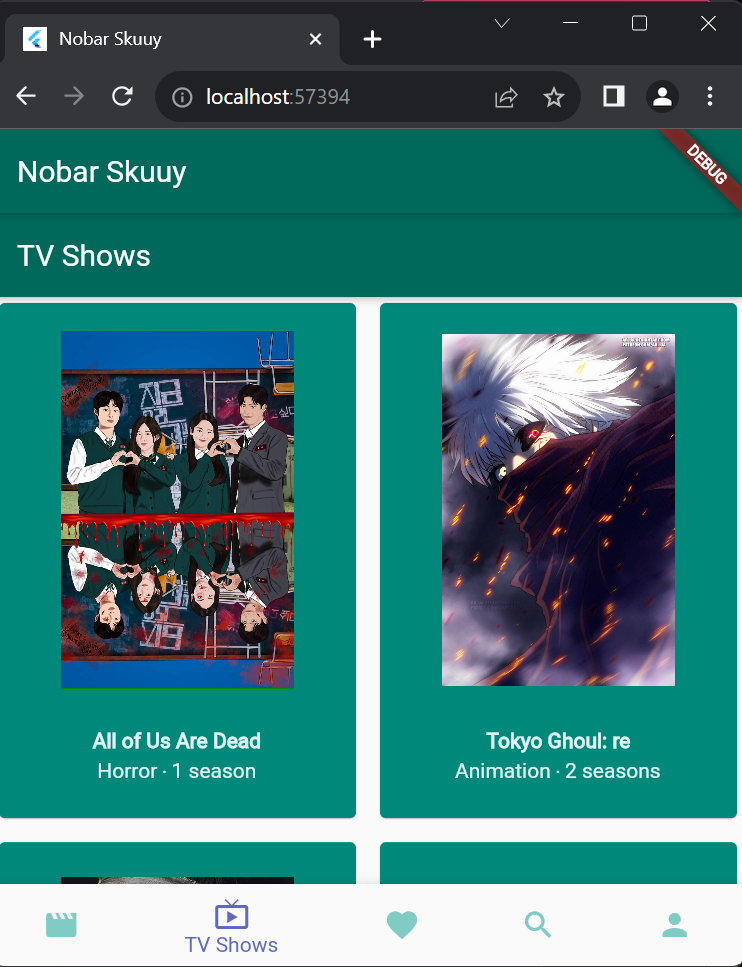 Nobar Skuuy
localhost:57394
Nobar Skuuy
DEBUG
TV Shows
All of Us Are Dead
Horror · 1 season
Tokyo Ghoul: re
Animation · 2 seasons
TV Shows